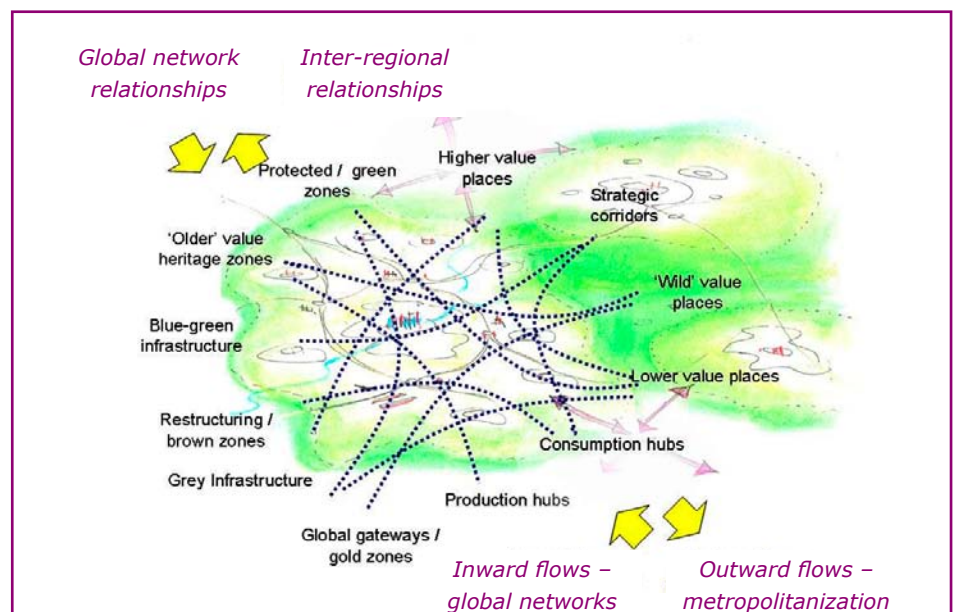 Global network
relationships
Inter-regional
relationships
Protected / green
zones
Higher value
places
Strategic
corridors
'Older' value
heritage zones
'Wild' value
places
Blue-green
infrastructure
Lower value places
Restructuring /
brown zones
Consumption hubs
Grey Infrastructure
Production hubs
Global gateways /
gold zones
Inward flows –
global networks
Outward flows –
metropolitanization